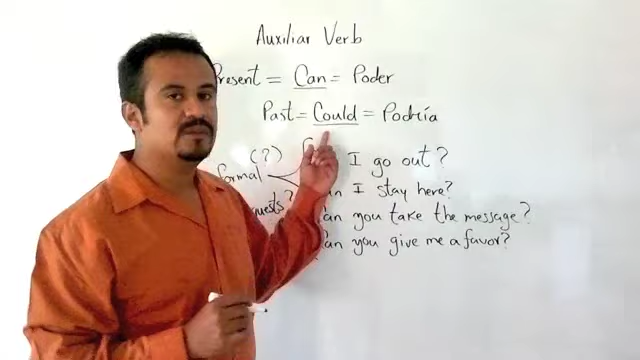 Auxiliar Verb
Present = Can = Poder
Past = Could = Podría
(?) I go out?
I stay here?
you take the message?
you give me a favor?